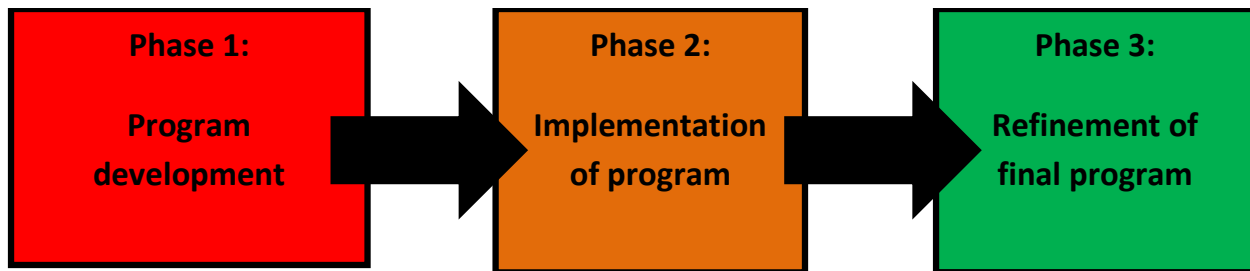 Phase 1:
Program
development
Phase 2:
Implementation
of program
Phase 3:
Refinement of
final program